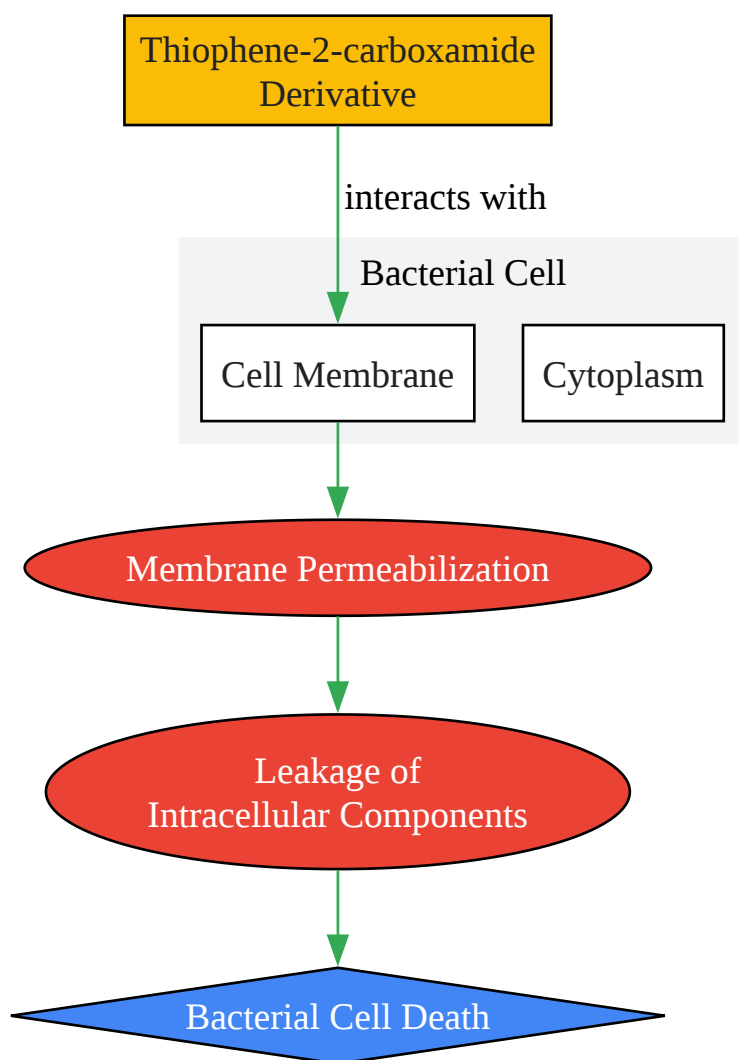 Thiophene-2-carboxamide
Derivative
interacts with
Bacterial Cell
Cell Membrane
Cytoplasm
Membrane Permeabilization
Leakage of
Intracellular Components
Bacterial Cell Death